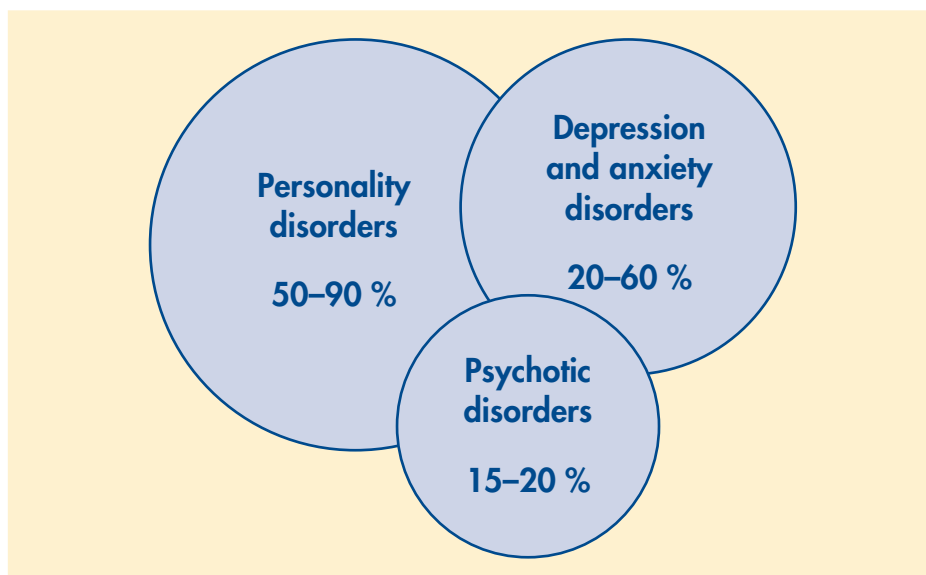 Personality
disorders
50–90 %
Depression
and anxiety
disorders
20–60 %
Psychotic
disorders
15–20 %